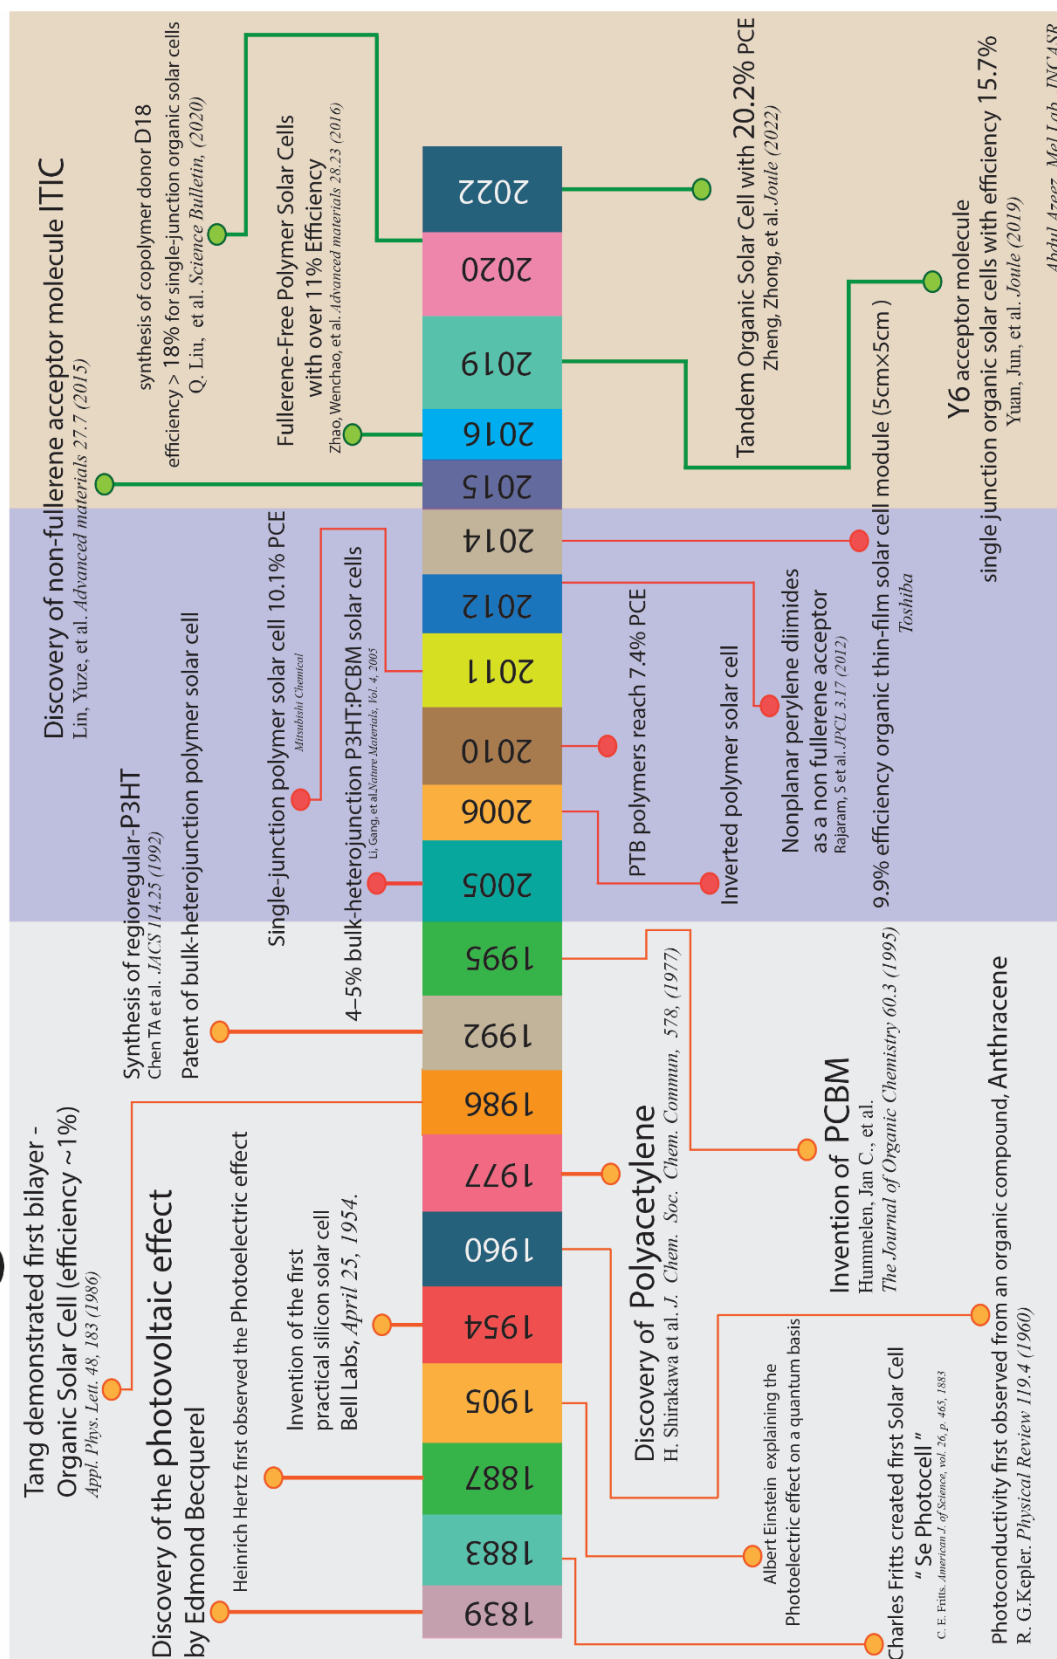 Tang demonstrated first bilayer -
Organic Solar Cell (efficiency ~1%)
Appl. Phys. Lett. 48, 183 (1986)
Synthesis of regioregular-P3HT
Chen TA et al. JACS 114.25 (1992)
Patent of bulk-heterojunction polymer solar cell
Discovery of non-fullerene acceptor molecule ITIC
Lin, Yuze, et al. Advanced materials 27.7 (2015)
synthesis of copolymer donor D18
efficiency > 18% for single-junction organic solar cells
Q. Liu, et al. Science Bulletin, (2020)
Discovery of the photovoltaic effect
by Edmond Becquerel
Heinrich Hertz first observed the Photoelectric effect
Invention of the first
practical silicon solar cell
Bell Labs, April 25, 1954.
Single-junction polymer solar cell 10.1% PCE
Mitsubishi Chemical
4–5% bulk-heterojunction P3HT:PCBM solar cells
Li, Gang, et al.Nature Materials, Vol. 4, 2005
Fullerene-Free Polymer Solar Cells
with over 11% Efficiency
Zhao, Wenchao, et al. Advanced materials 28.23 (2016)
1839
1883
1887
1905
1954
1960
1977
1986
1992
1995
2005
2006
2010
2011
2012
2014
2015
2016
2019
2020
2022
Discovery of Polyacetylene
H. Shirakawa et al. J. Chem. Soc. Chem. Commun, 578, (1977)
PTB polymers reach 7.4% PCE
Inverted polymer solar cell
Tandem Organic Solar Cell with 20.2% PCE
Zheng, Zhong, et al.Joule (2022)
Albert Einstein explaining the
Photoelectric effect on a quantum basis
Invention of PCBM
Hummelen, Jan C., et al.
The Journal of Organic Chemistry 60.3 (1995)
Nonplanar perylene diimides
as a non fullerene acceptor
Rajaram, S et al.JPCL 3.17 (2012)
9.9% efficiency organic thin-film solar cell module (5cm×5cm )
Toshiba
Charles Fritts created first Solar Cell
“ Se Photocell ”
C. E. Fritts. American J. of Science, vol. 26, p. 465, 1883
Photoconductivity first observed from an organic compound, Anthracene
R. G.Kepler. Physical Review 119.4 (1960)
Y6 acceptor molecule
single junction organic solar cells with efficiency 15.7%
Yuan, Jun, et al. Joule (2019)
Abdul Azeez, Mel Lab, JNCASR